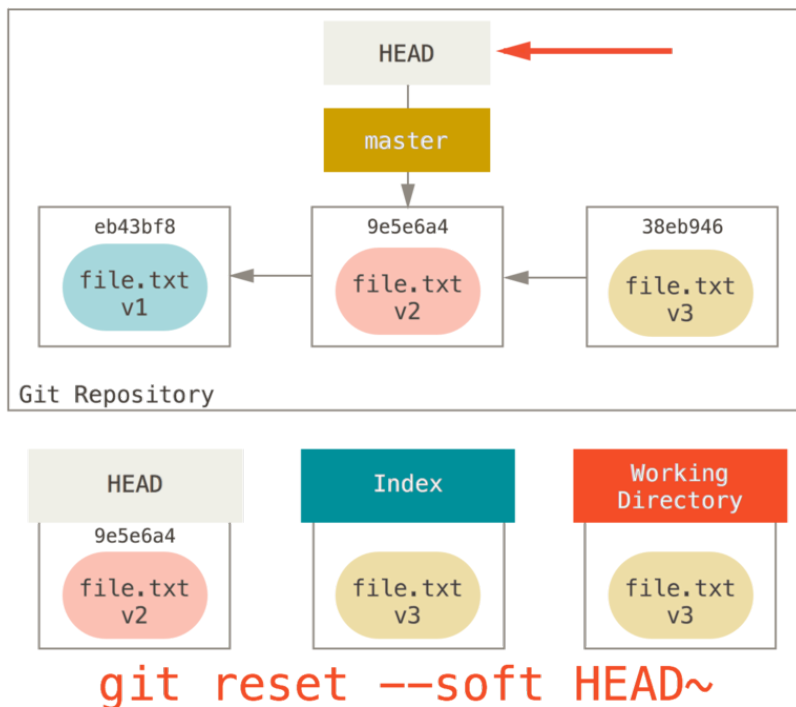 HEAD
master
eb43bf8
9e5e6a4
38eb946
file.txt
v1
file.txt
v2
file.txt
v3
Git Repository
HEAD
Index
Working
Directory
9e5e6a4
file.txt
v2
file.txt
v3
file.txt
v3
git reset --soft HEAD~